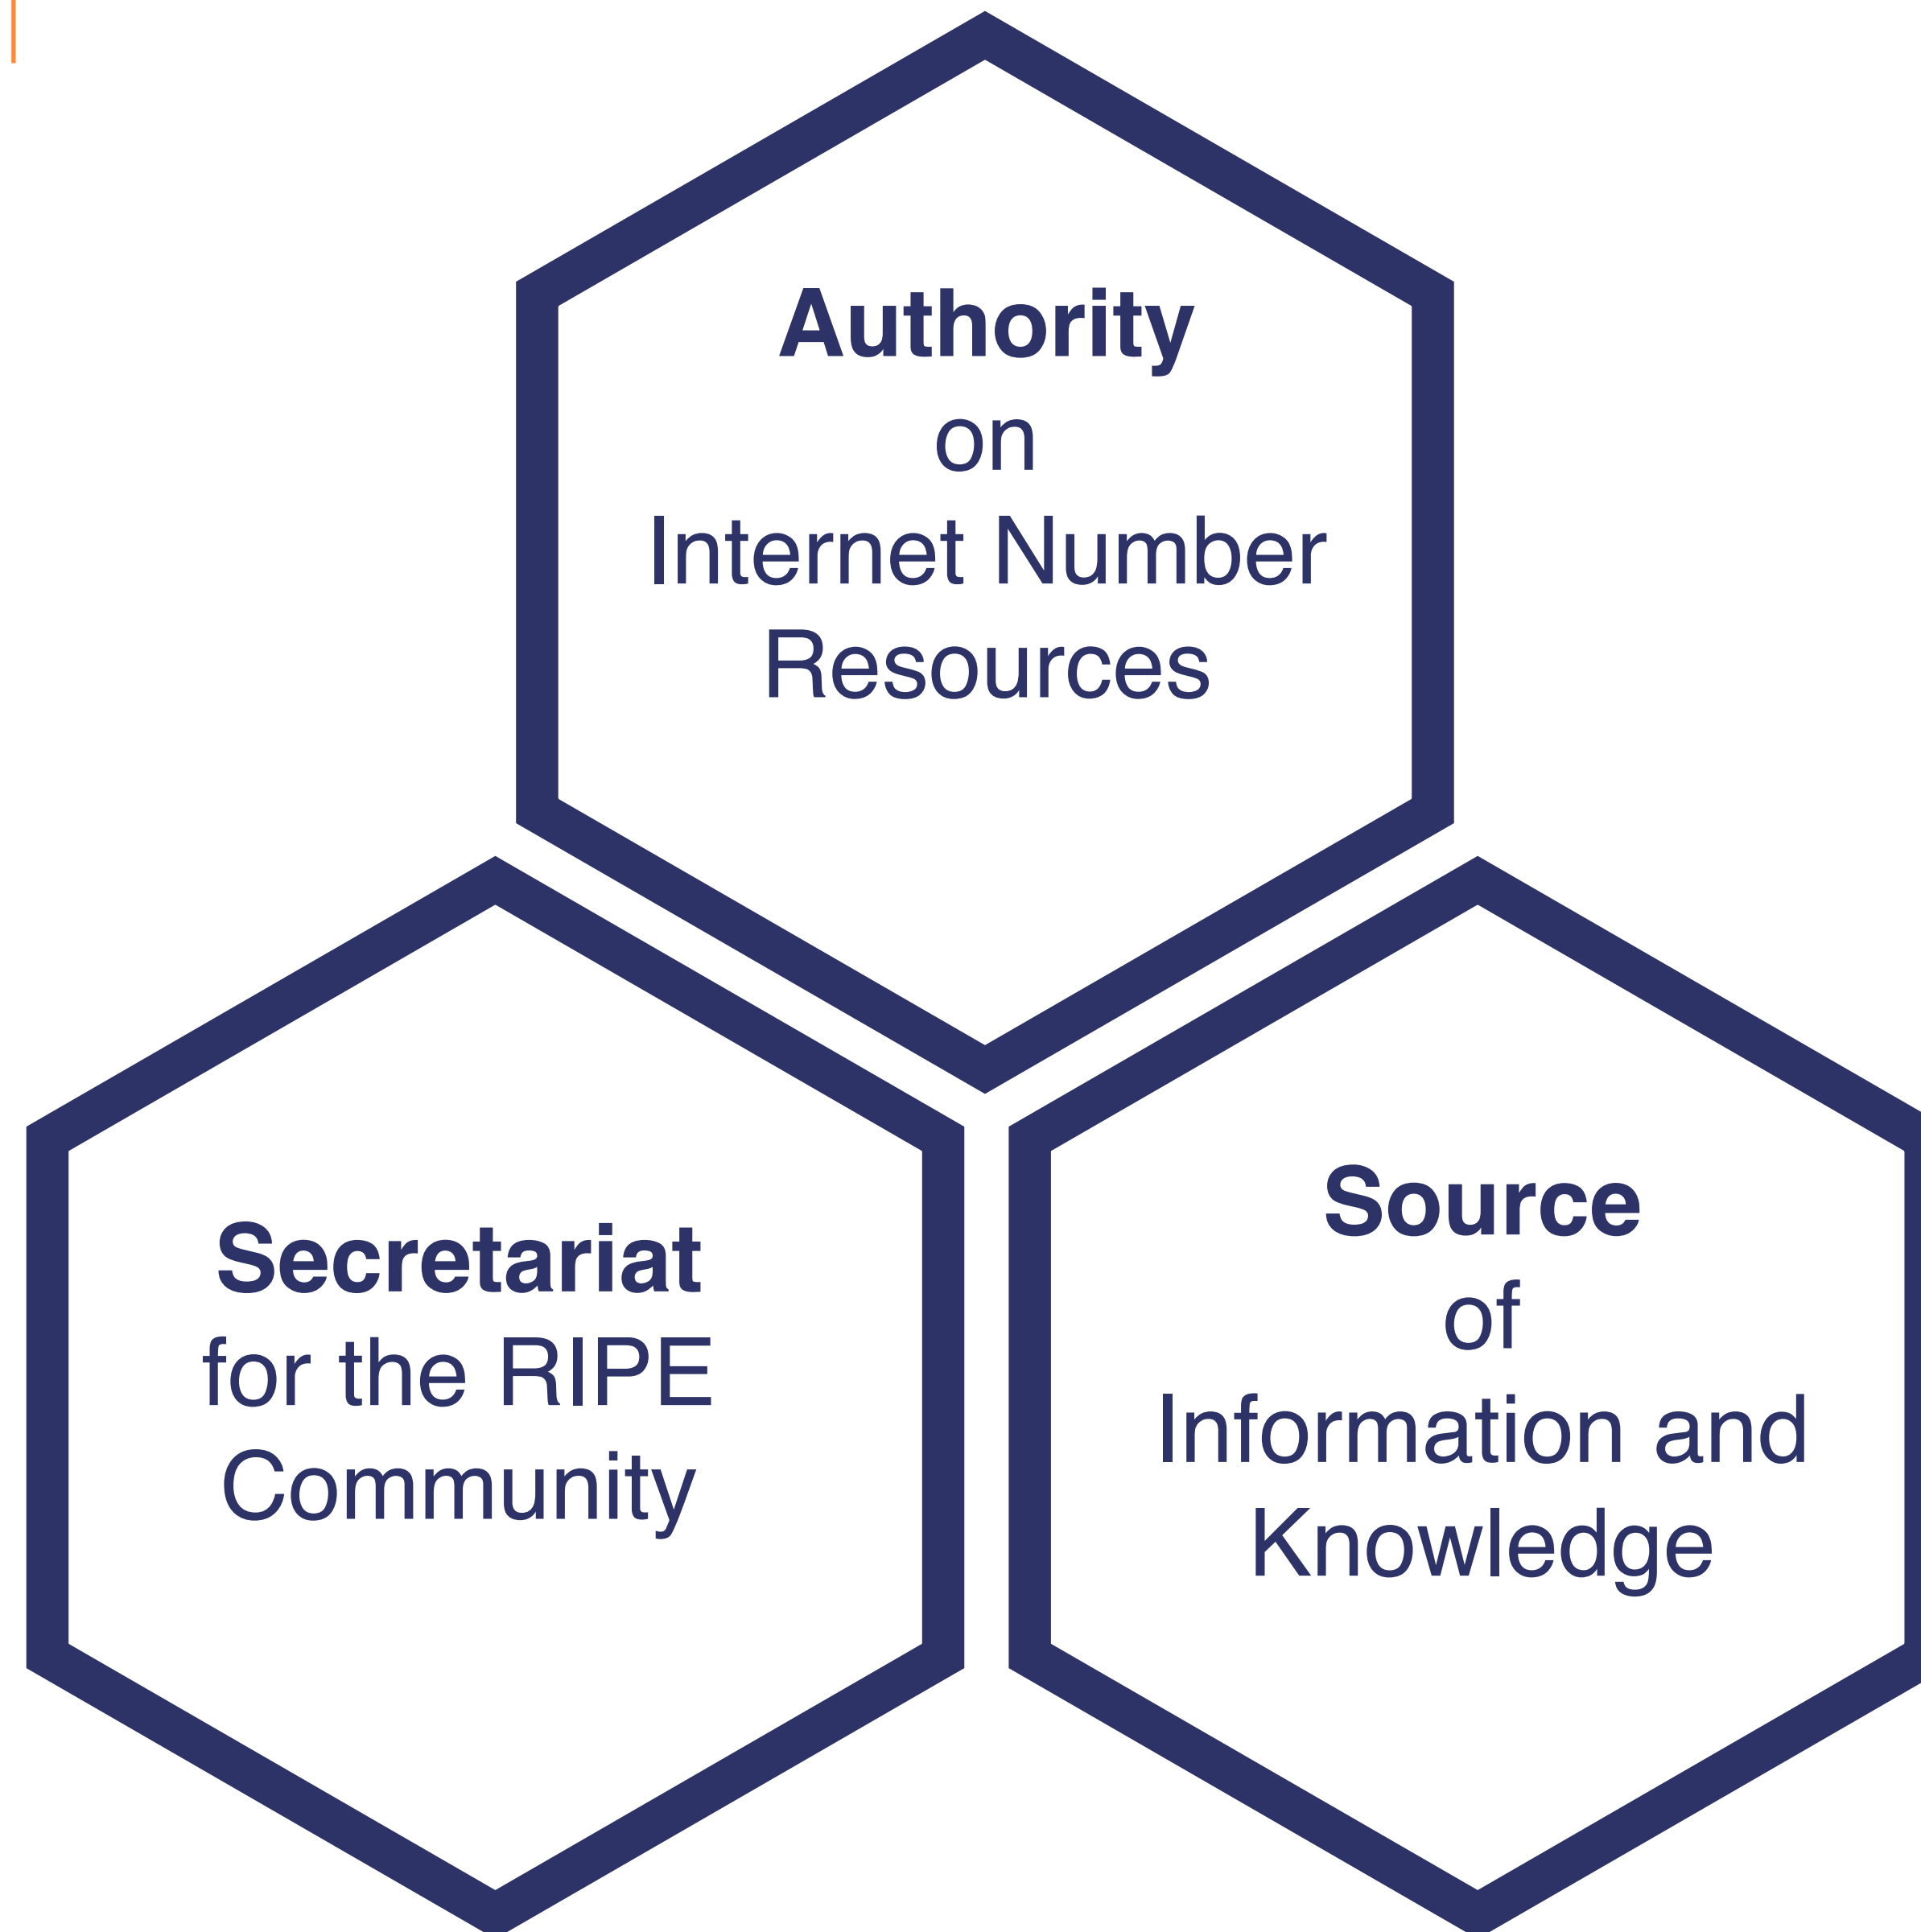 Authority
on
Internet Number
Resources
Secretariat
for the RIPE
Community
Source
of
Information and
Knowledge